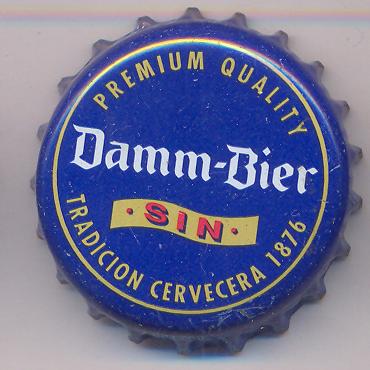 PREMIUM QUALITY
Damm-Bier
· SIN ·
TRADICION CERVECERA 1876